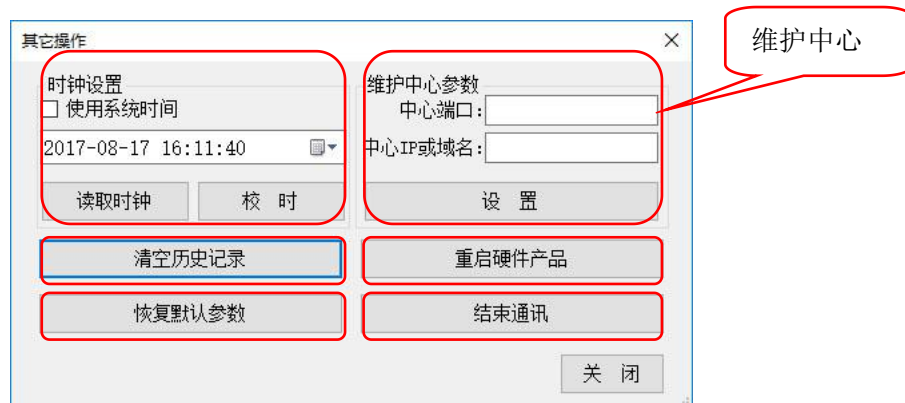 其它操作
维护中心
时钟设置
使用系统时间
2017-08-17 16:11:40
读取时钟
校 时
维护中心参数
中心端口:
中心IP或域名:
设 置
清空历史记录
重启硬件产品
恢复默认参数
结束通讯
关 闭